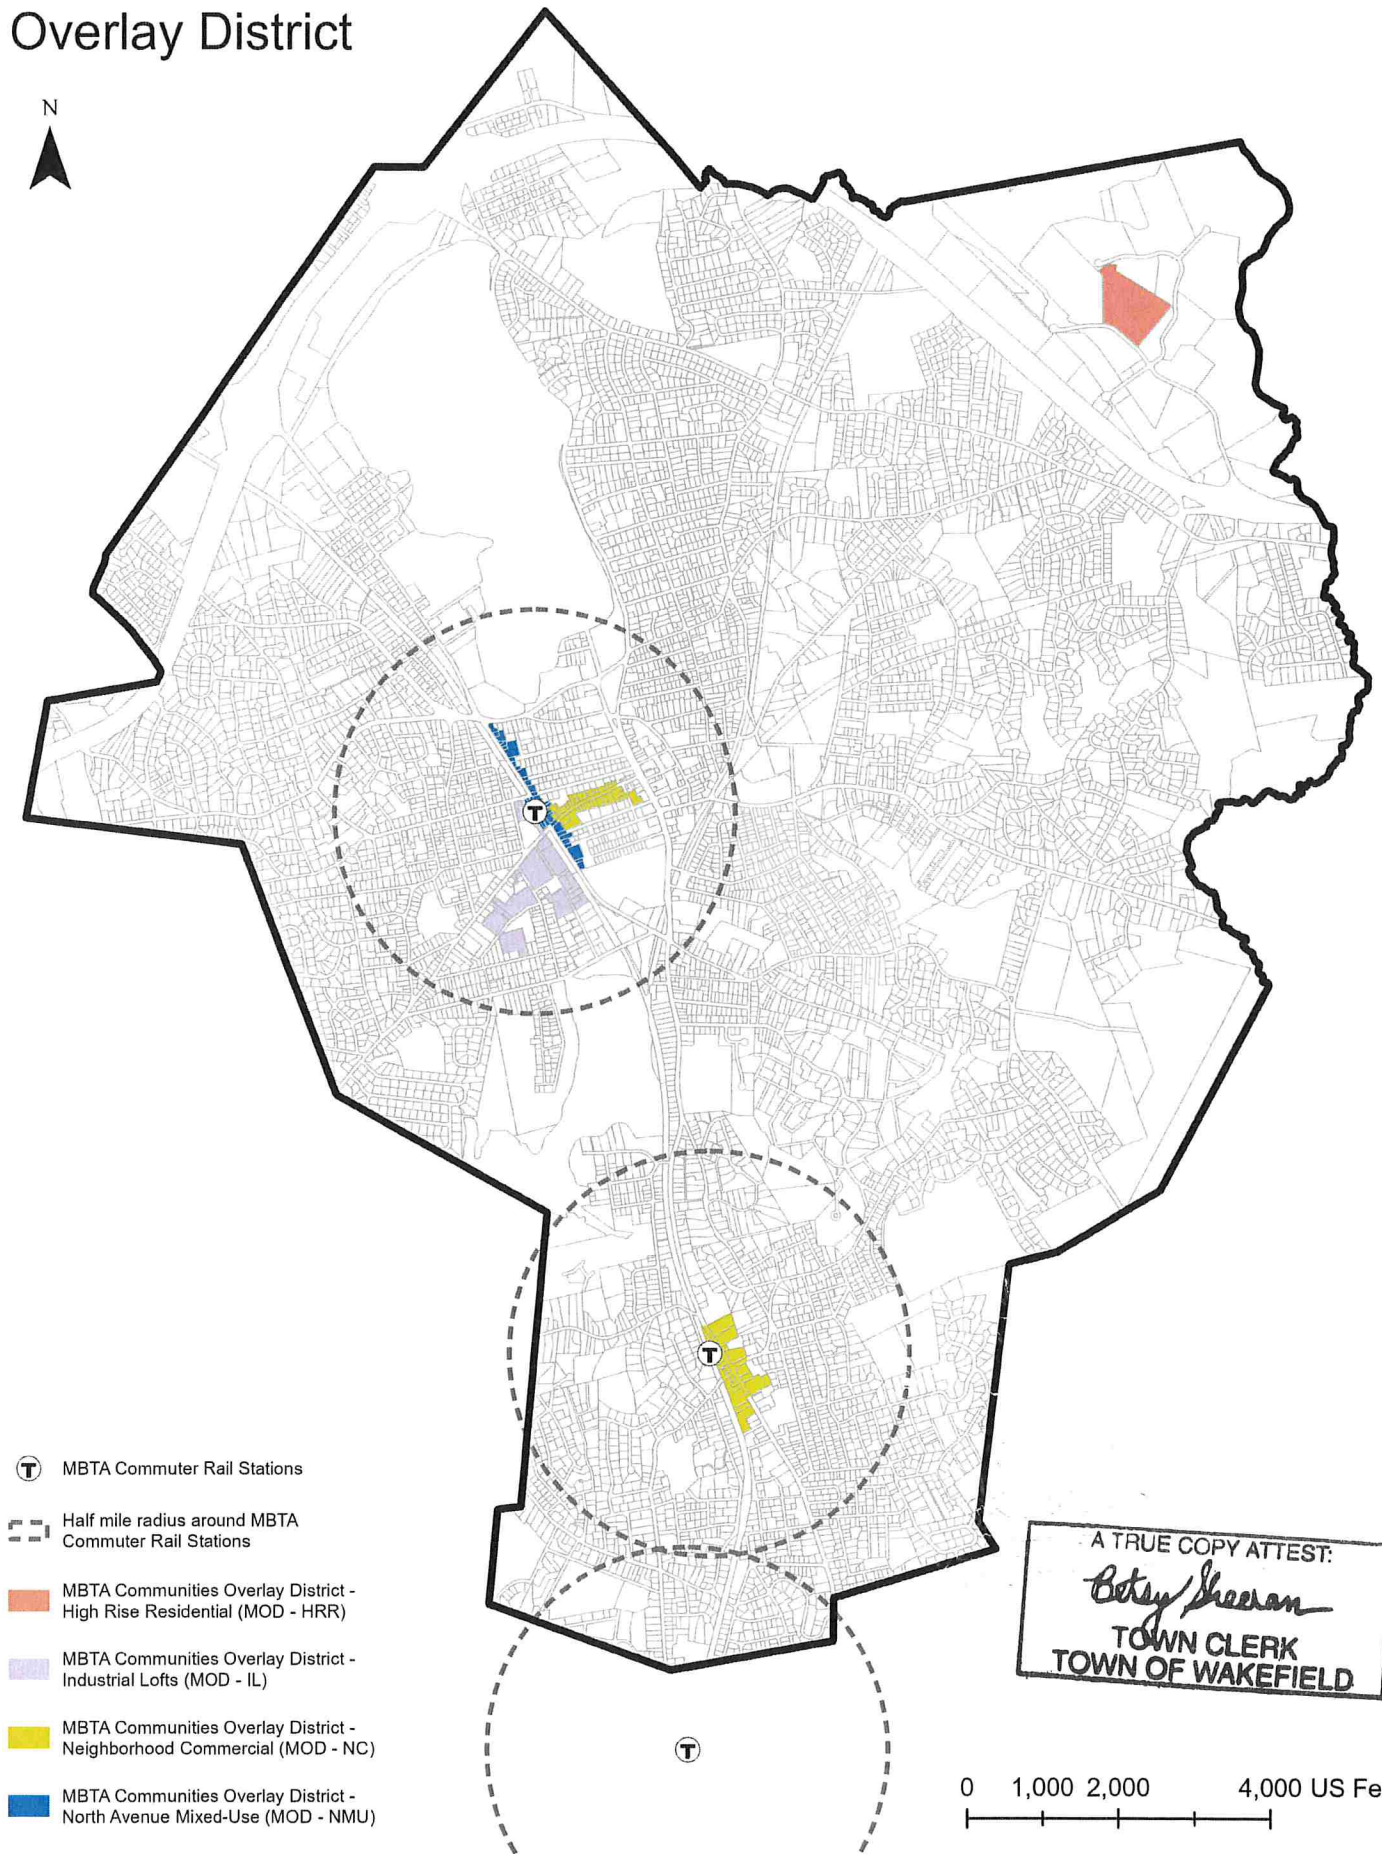 Overlay District
N
T
T
T MBTA Commuter Rail Stations
Half mile radius around MBTA
Commuter Rail Stations
MBTA Communities Overlay District -
High Rise Residential (MOD - HRR)
MBTA Communities Overlay District -
Industrial Lofts (MOD - IL)
MBTA Communities Overlay District -
Neighborhood Commercial (MOD - NC)
MBTA Communities Overlay District -
North Avenue Mixed-Use (MOD - NMU)
A TRUE COPY ATTEST:
Betsy Sheeran
TOWN CLERK
TOWN OF WAKEFIELD
T
0 1,000 2,000 4,000 US Fe